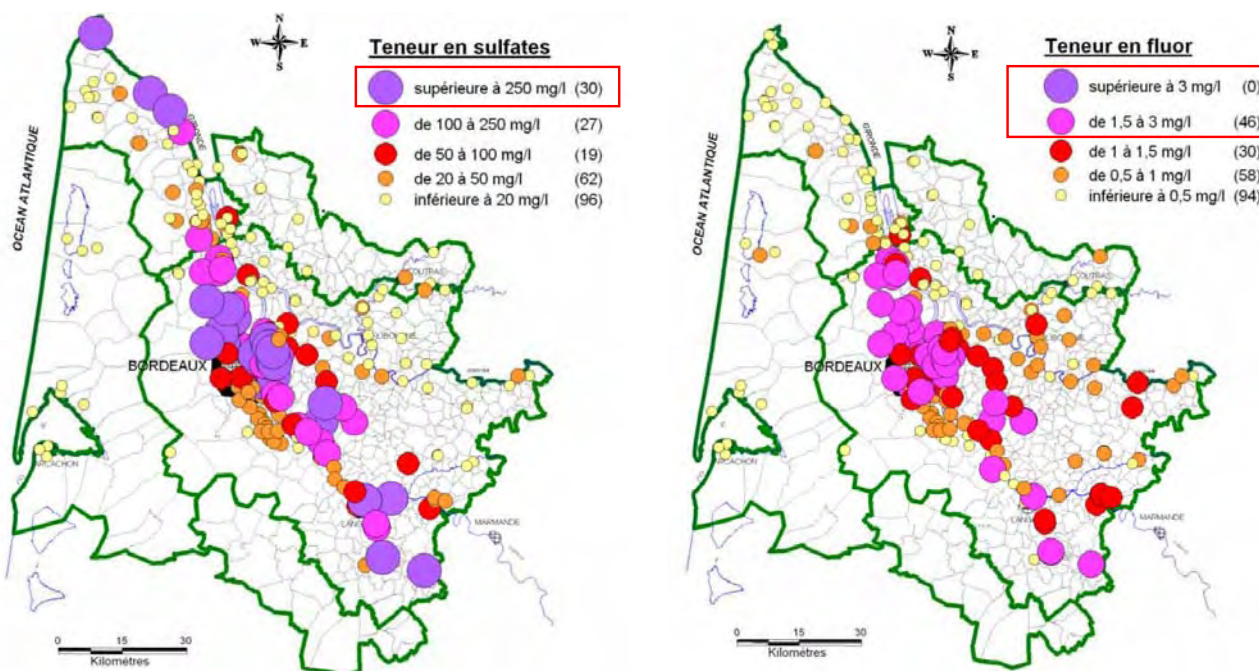 N
W E
S
Teneur en sulfates
supérieure à 250 mg/l (30)
de 100 à 250 mg/l (27)
de 50 à 100 mg/l (19)
de 20 à 50 mg/l (62)
inférieure à 20 mg/l (96)
OCEAN ATLANTIQUE
GIRONDE
COUTRAS
BORDEAUX
ARCACHON
MARMANDE
0 15 30
Kilomètres
N
W E
S
Teneur en fluor
supérieure à 3 mg/l (0)
de 1,5 à 3 mg/l (46)
de 1 à 1,5 mg/l (30)
de 0,5 à 1 mg/l (58)
inférieure à 0,5 mg/l (94)
OCEAN ATLANTIQUE
GIRONDE
COUTRAS
BORDEAUX
MARMANDE
0 15 30
Kilomètres